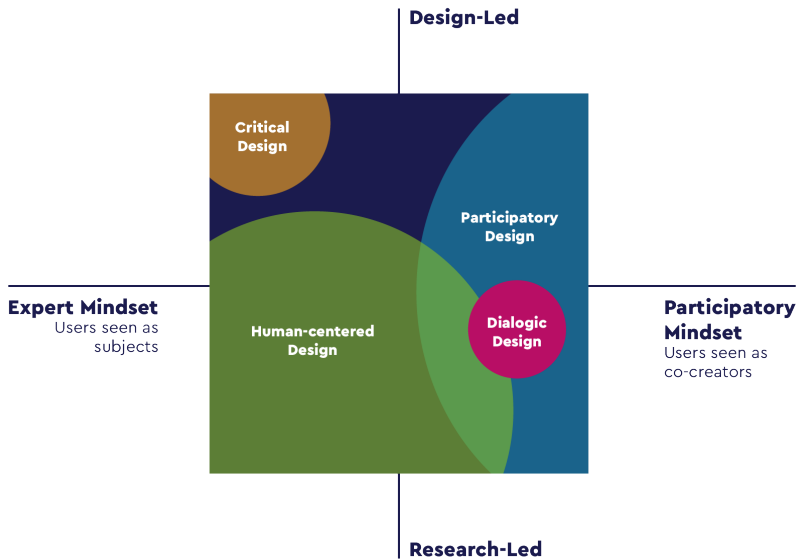 Design-Led
Critical
Design
Participatory
Design
Expert Mindset
Users seen as
subjects
Participatory
Mindset
Users seen as
co-creators
Dialogic
Design
Human-centered
Design
Research-Led